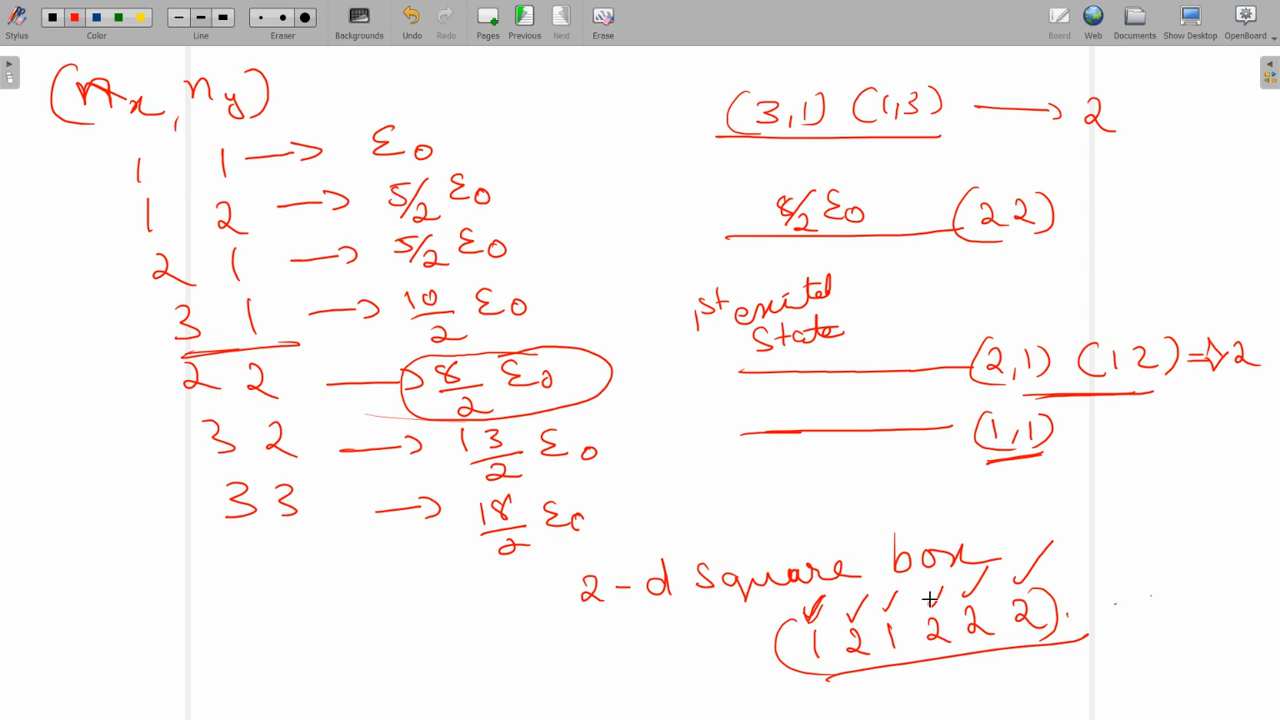 Stylus
Color
Line
Eraser
Backgrounds
Undo
Redo
Pages
Previous
Next
Erase
Board
Web
Documents
Show Desktop
OpenBoard
(nx, ny)
1 1 → ε0
1 2 → 5/2 ε0
2 1 → 5/2 ε0
3 1 → 10/2 ε0
2 2 → 8/2 ε0
3 2 → 13/2 ε0
3 3 → 18/2 ε0
(3,1) (1,3) → 2
8/2 ε0 (2 2)
1st excited
State
(2,1) (1 2) ⇒ 2
(1,1)
2-d square box
(1 2 1 2 2 2) . . .